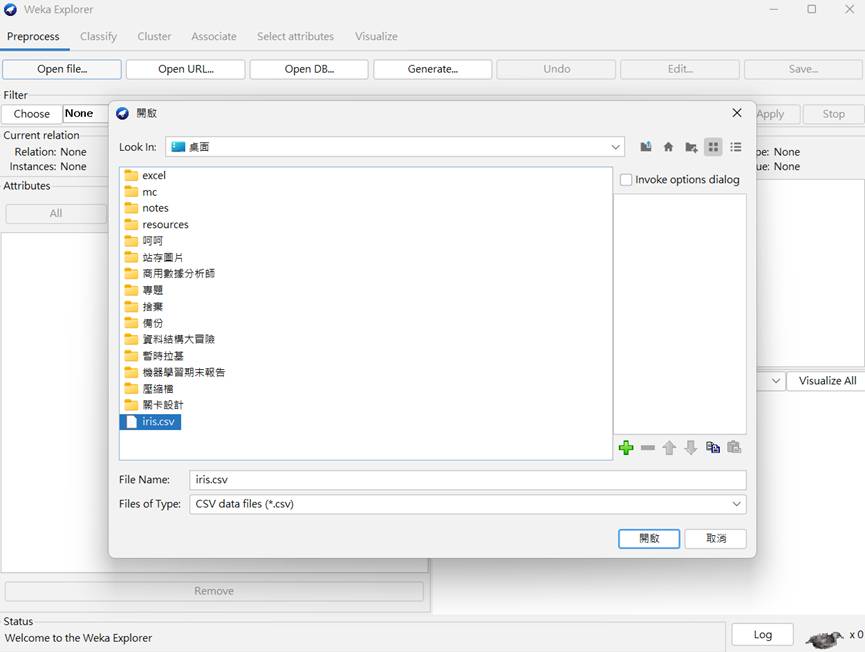 Weka Explorer
Preprocess Classify Cluster Associate Select attributes Visualize
Open file... Open URL... Open DB... Generate... Undo Edit... Save...
Filter
Choose None Apply Stop
Current relation
Relation: None
Instances: None
pe: None
ue: None
Attributes
All
Visualize All
Remove
Status
Welcome to the Weka Explorer
Log x 0
開啟
Look In: 桌面
Invoke options dialog
excel
mc
notes
resources
呵呵
站存圖片
商用數據分析師
專題
捨棄
備份
資料結構大冒險
暫時拉基
機器學習期末報告
壓縮檔
關卡設計
iris.csv
File Name: iris.csv
Files of Type: CSV data files (*.csv)
開啟 取消